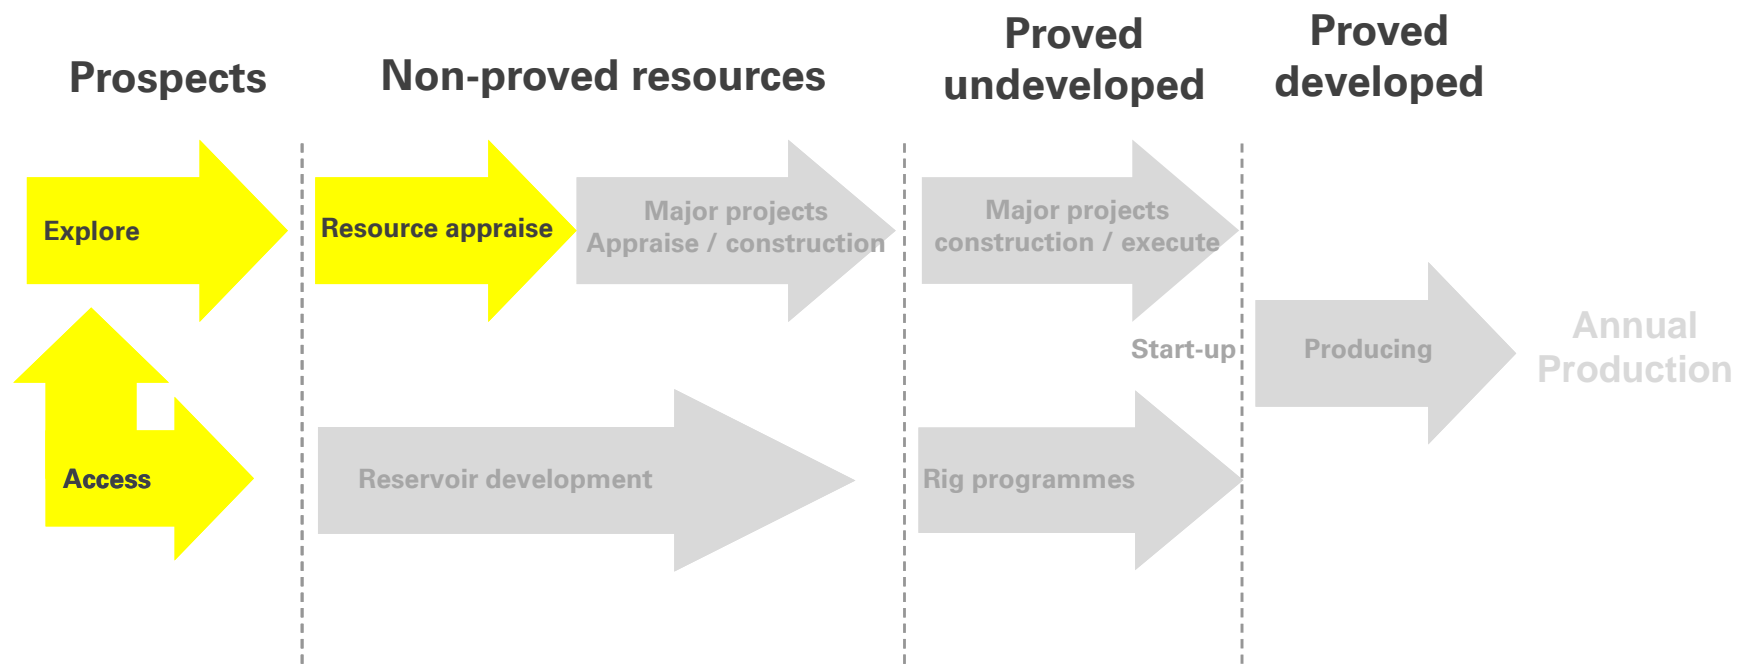 Prospects
Non-proved resources
Proved
undeveloped
Proved
developed
Explore
Resource appraise
Major projects
Appraise / construction
Major projects
construction / execute
Start-up
Producing
Annual
Production
Access
Reservoir development
Rig programmes